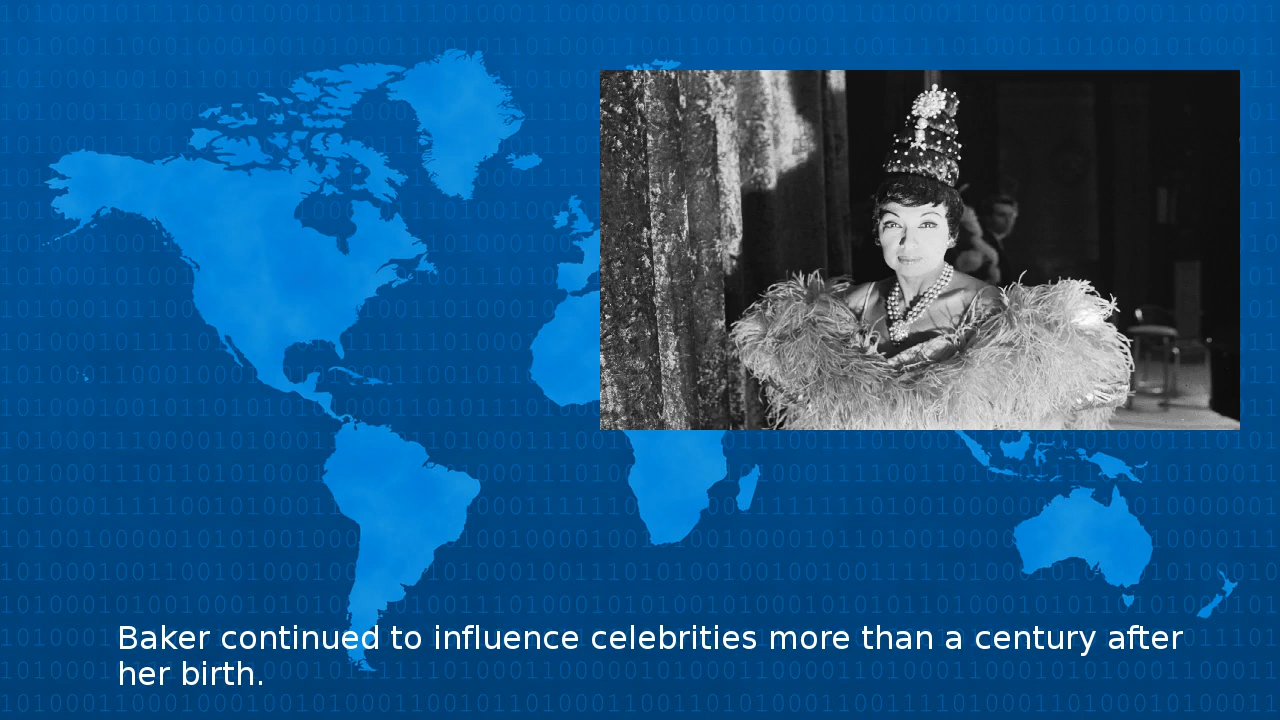 Baker continued to influence celebrities more than a century after
her birth.